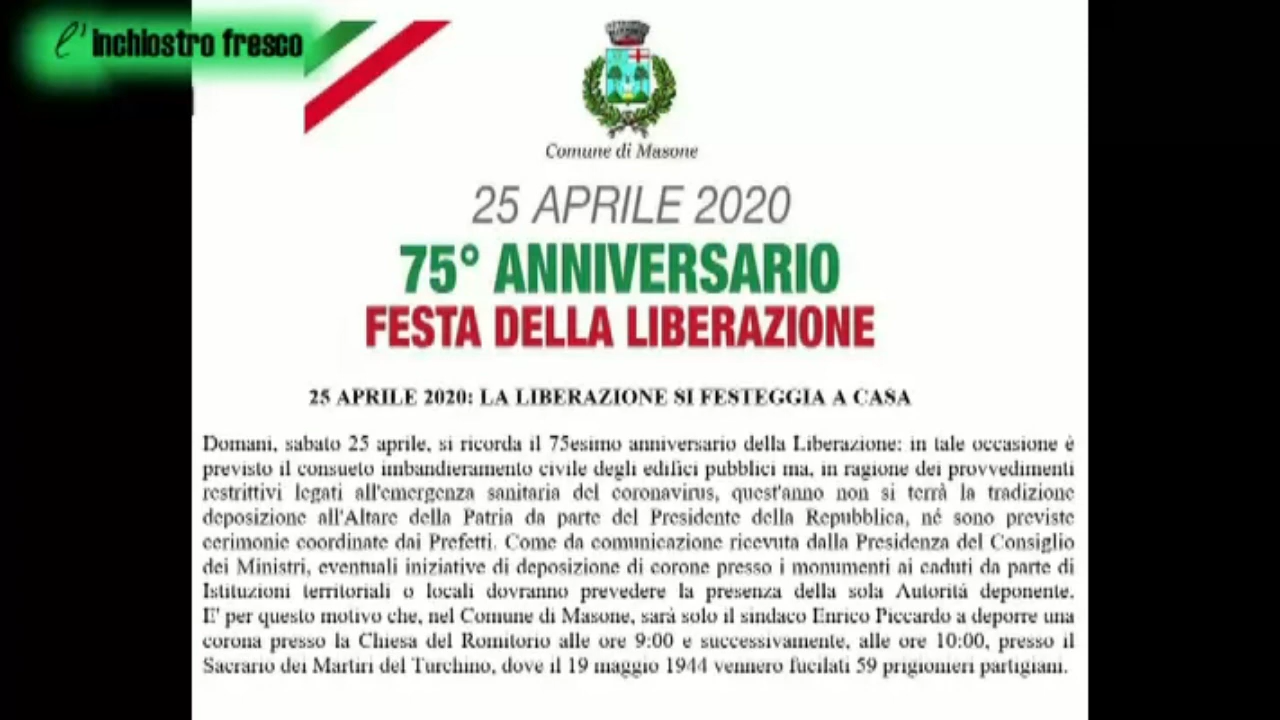 l'inchiostro fresco
Comune di Masone
25 APRILE 2020
75° ANNIVERSARIO
FESTA DELLA LIBERAZIONE
25 APRILE 2020: LA LIBERAZIONE SI FESTEGGIA A CASA
Domani, sabato 25 aprile, si ricorda il 75esimo anniversario della Liberazione: in tale occasione è
previsto il consueto imbandieramento civile degli edifici pubblici ma, in ragione dei provvedimenti
restrittivi legati all'emergenza sanitaria del coronavirus, quest'anno non si terrà la tradizione
deposizione all'Altare della Patria da parte del Presidente della Repubblica, né sono previste
cerimonie coordinate dai Prefetti. Come da comunicazione ricevuta dalla Presidenza del Consiglio
dei Ministri, eventuali iniziative di deposizione di corone presso i monumenti ai caduti da parte di
Istituzioni territoriali o locali dovranno prevedere la presenza della sola Autorità deponente.
E' per questo motivo che, nel Comune di Masone, sarà solo il sindaco Enrico Piccardo a deporre una
corona presso la Chiesa del Romitorio alle ore 9:00 e successivamente, alle ore 10:00, presso il
Sacrario dei Martiri del Turchino, dove il 19 maggio 1944 vennero fucilati 59 prigionieri partigiani.